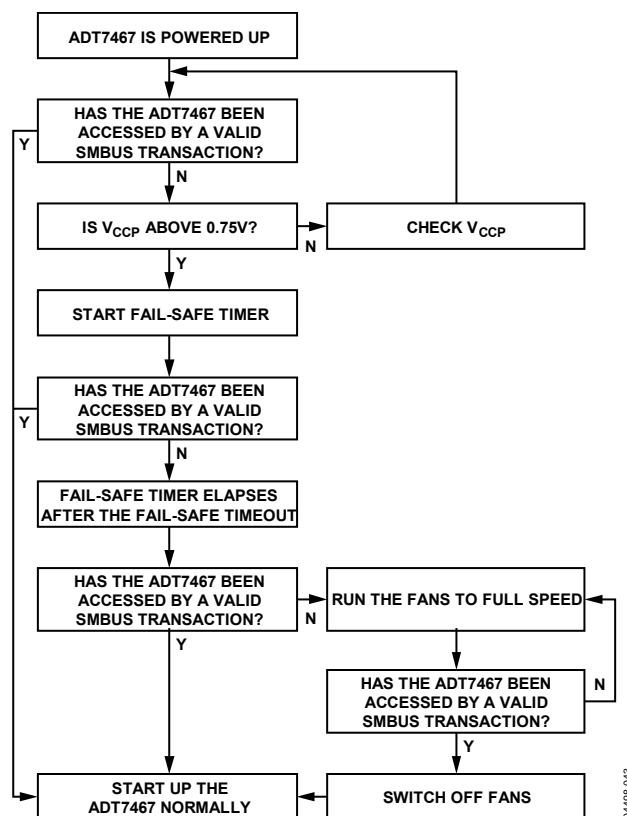 ADT7467 IS POWERED UP
HAS THE ADT7467 BEEN
ACCESSED BY A VALID
SMBUS TRANSACTION?
Y
N
IS VCCP ABOVE 0.75V?
N
CHECK VCCP
Y
START FAIL-SAFE TIMER
HAS THE ADT7467 BEEN
ACCESSED BY A VALID
SMBUS TRANSACTION?
Y
N
FAIL-SAFE TIMER ELAPSES
AFTER THE FAIL-SAFE TIMEOUT
HAS THE ADT7467 BEEN
ACCESSED BY A VALID
SMBUS TRANSACTION?
N
RUN THE FANS TO FULL SPEED
Y
HAS THE ADT7467 BEEN
ACCESSED BY A VALID
SMBUS TRANSACTION?
N
Y
START UP THE
ADT7467 NORMALLY
SWITCH OFF FANS
04498-043